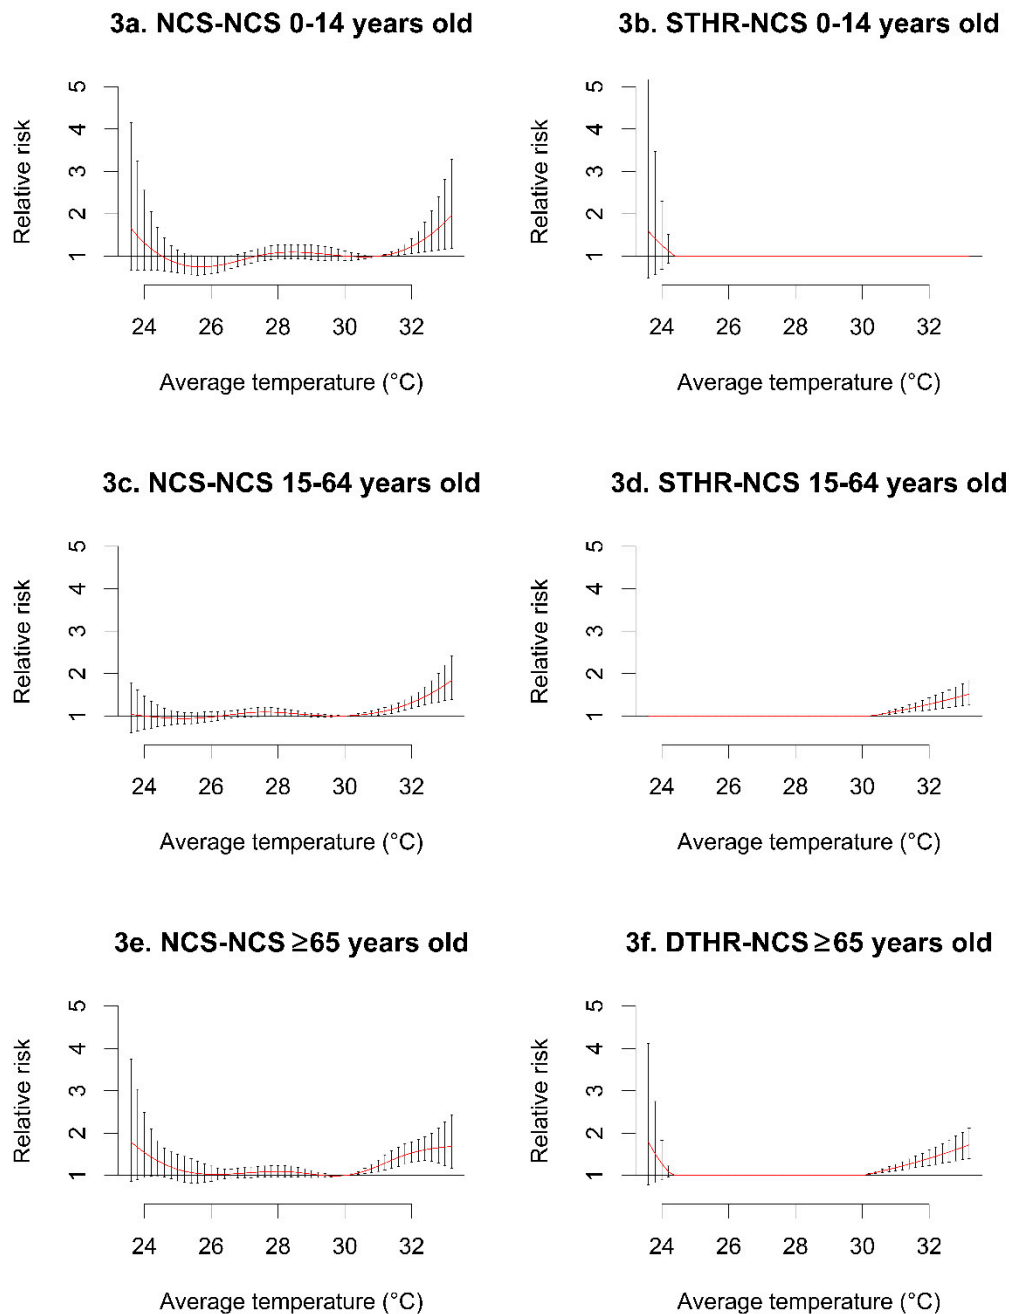 3a. NCS-NCS 0-14 years old
Relative risk
5
4
3
2
1
24 26 28 30 32
Average temperature (°C)
3b. STHR-NCS 0-14 years old
Relative risk
5
4
3
2
1
24 26 28 30 32
Average temperature (°C)
3c. NCS-NCS 15-64 years old
Relative risk
5
4
3
2
1
24 26 28 30 32
Average temperature (°C)
3d. STHR-NCS 15-64 years old
Relative risk
5
4
3
2
1
24 26 28 30 32
Average temperature (°C)
3e. NCS-NCS ≥65 years old
Relative risk
5
4
3
2
1
24 26 28 30 32
Average temperature (°C)
3f. DTHR-NCS ≥65 years old
Relative risk
5
4
3
2
1
24 26 28 30 32
Average temperature (°C)